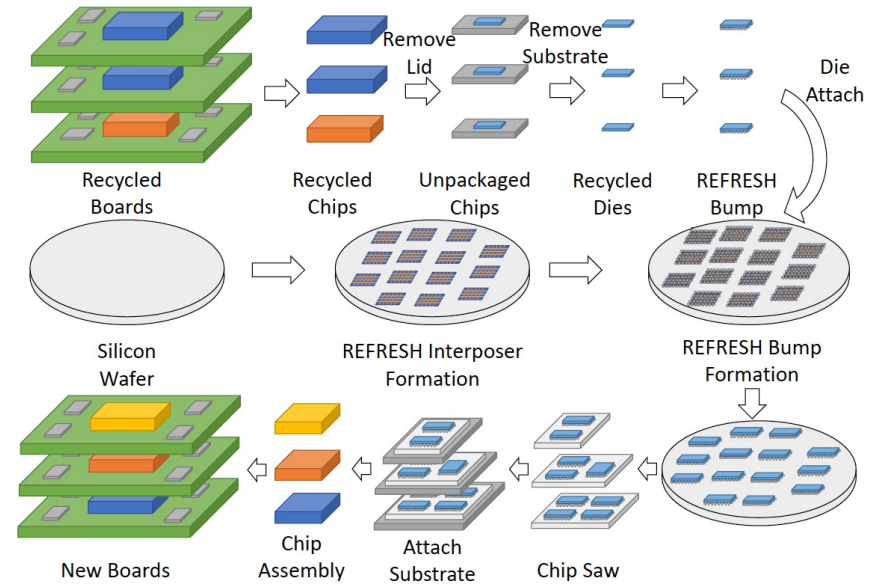 Remove
Lid
Remove
Substrate
Die
Attach
Recycled
Boards
Recycled
Chips
Unpackaged
Chips
Recycled
Dies
REFRESH
Bump
Silicon
Wafer
REFRESH Interposer
Formation
REFRESH Bump
Formation
New Boards
Chip
Assembly
Attach
Substrate
Chip Saw